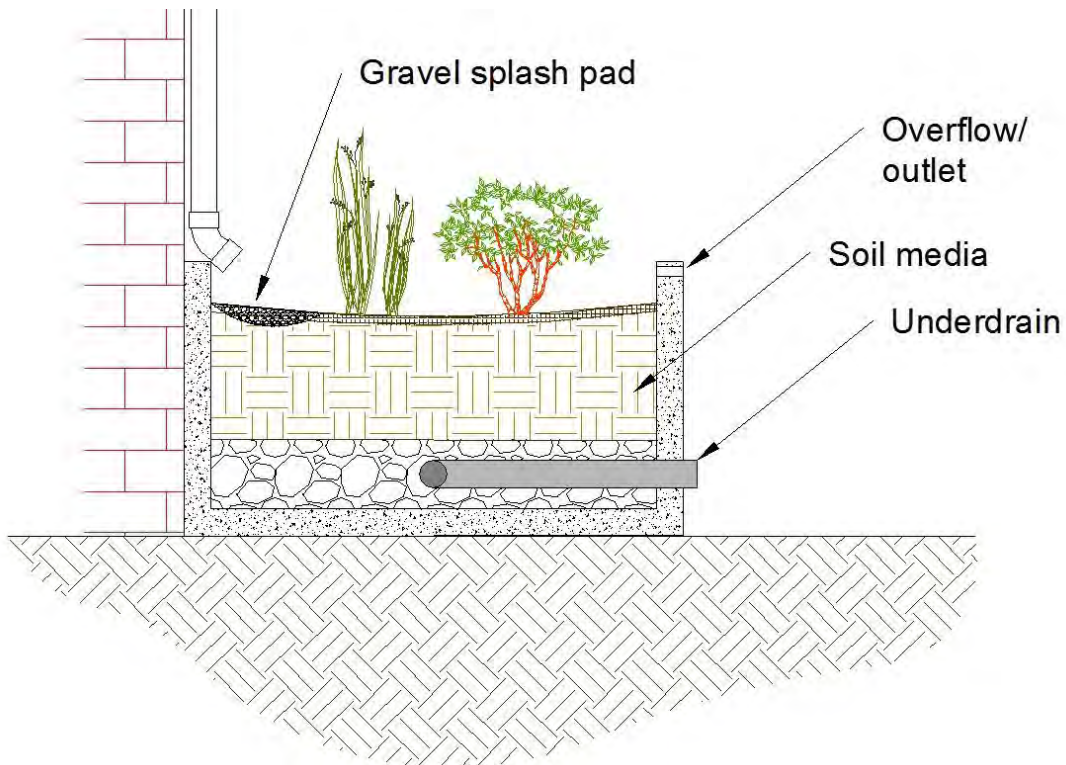 Gravel splash pad
Overflow/
outlet
Soil media
Underdrain